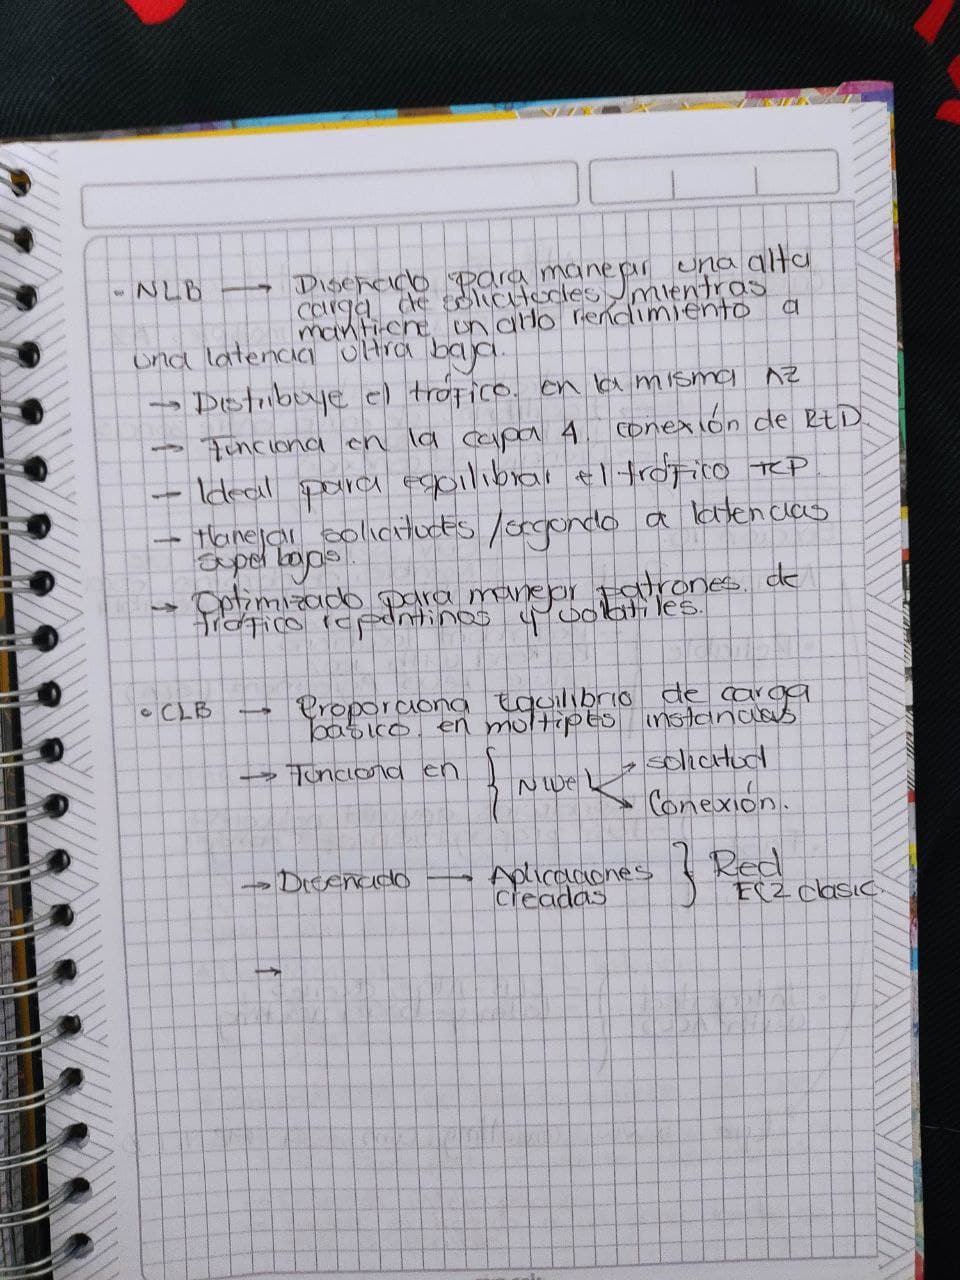 - NLB → Diseñado para manejar una alta
carga de solicitudes, mientras
mantiene un alto rendimiento a
una latencia ultra baja.
→ Distribuye el tráfico en la misma AZ
→ Funciona en la capa 4, conexión de RED.
→ Ideal para equilibrar el tráfico TCP.
→ Manejar solicitudes/segundo a latencias
super bajas.
→ Optimizado para manejar patrones de
tráfico repentinos y volátiles.
• CLB → Proporciona Equilibrio de carga
básico en múltiples instancias
→ Funciona en { Nivel solicitud
Conexión.
→ Diseñado → Aplicaciones } Red
creadas EC2 clasic.
→